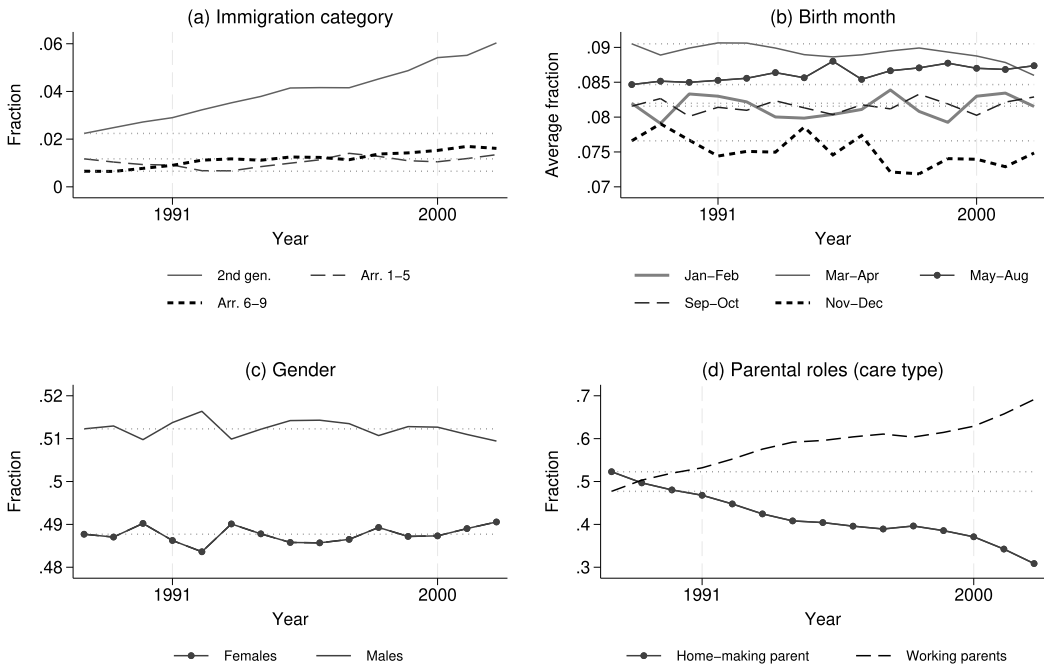 (a) Immigration category
Fraction
.06
.04
.02
0
1991
2000
Year
2nd gen.
Arr. 1−5
Arr. 6−9
(b) Birth month
Average fraction
.09
.085
.08
.075
.07
1991
2000
Year
Jan−Feb
Mar−Apr
May−Aug
Sep−Oct
Nov−Dec
(c) Gender
Fraction
.52
.51
.5
.49
.48
1991
2000
Year
Females
Males
(d) Parental roles (care type)
Fraction
.7
.6
.5
.4
.3
1991
2000
Year
Home−making parent
Working parents